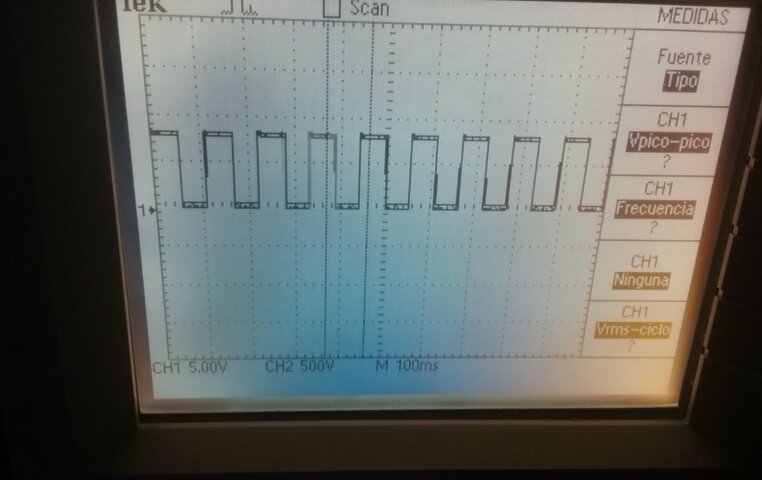 Tek
Scan
MEDIDAS
Fuente
Tipo
CH1
Vpico-pico
?
CH1
Frecuencia
?
CH1
Ninguna
CH1
Vrms-ciclo
?
1
CH1 5.00V CH2 500V M 100ms